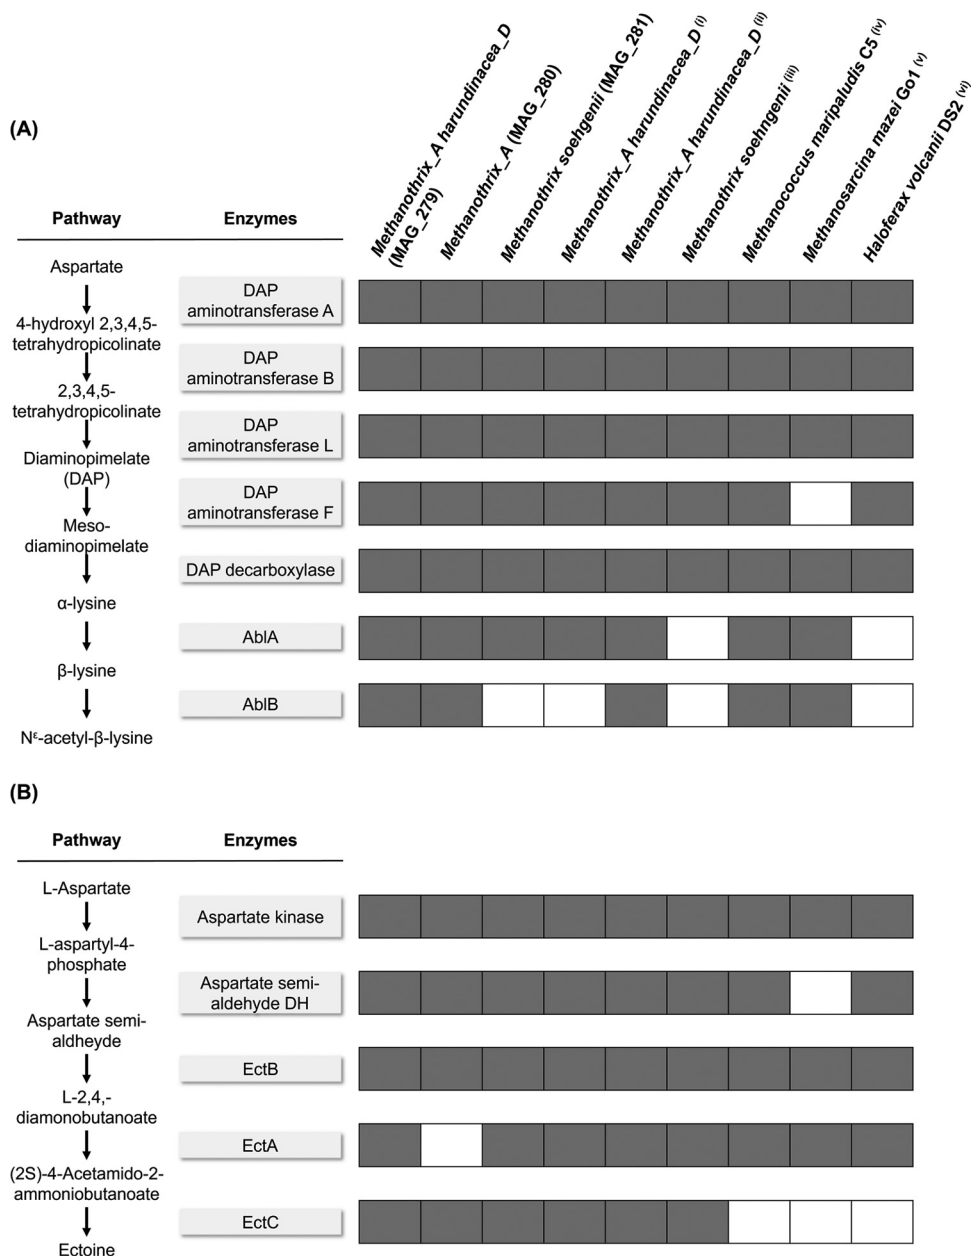 (A)
Methanothrix_A harundinacea_D
(MAG_279)
Methanothrix_A (MAG_280)
Methanothrix soehgenii (MAG_281)
Methanothrix_A harundinacea_D (i)
Methanothrix_A harundinacea_D (ii)
Methanothrix soehngenii (iii)
Methanococcus maripaludis C5 (iv)
Methanosarcina mazei Go1 (v)
Haloferax volcanii DS2 (vi)
Pathway
Enzymes
Aspartate
DAP
aminotransferase A
4-hydroxyl 2,3,4,5-
tetrahydropicolinate
DAP
aminotransferase B
2,3,4,5-
tetrahydropicolinate
DAP
aminotransferase L
Diaminopimelate
(DAP)
DAP
aminotransferase F
Meso-
diaminopimelate
DAP decarboxylase
α-lysine
AblA
β-lysine
AblB
Nᵋ-acetyl-β-lysine
(B)
Pathway
Enzymes
L-Aspartate
Aspartate kinase
L-aspartyl-4-
phosphate
Aspartate semi-
aldehyde DH
Aspartate semi-
aldheyde
EctB
L-2,4,-
diamonobutanoate
EctA
(2S)-4-Acetamido-2-
ammoniobutanoate
EctC
Ectoine